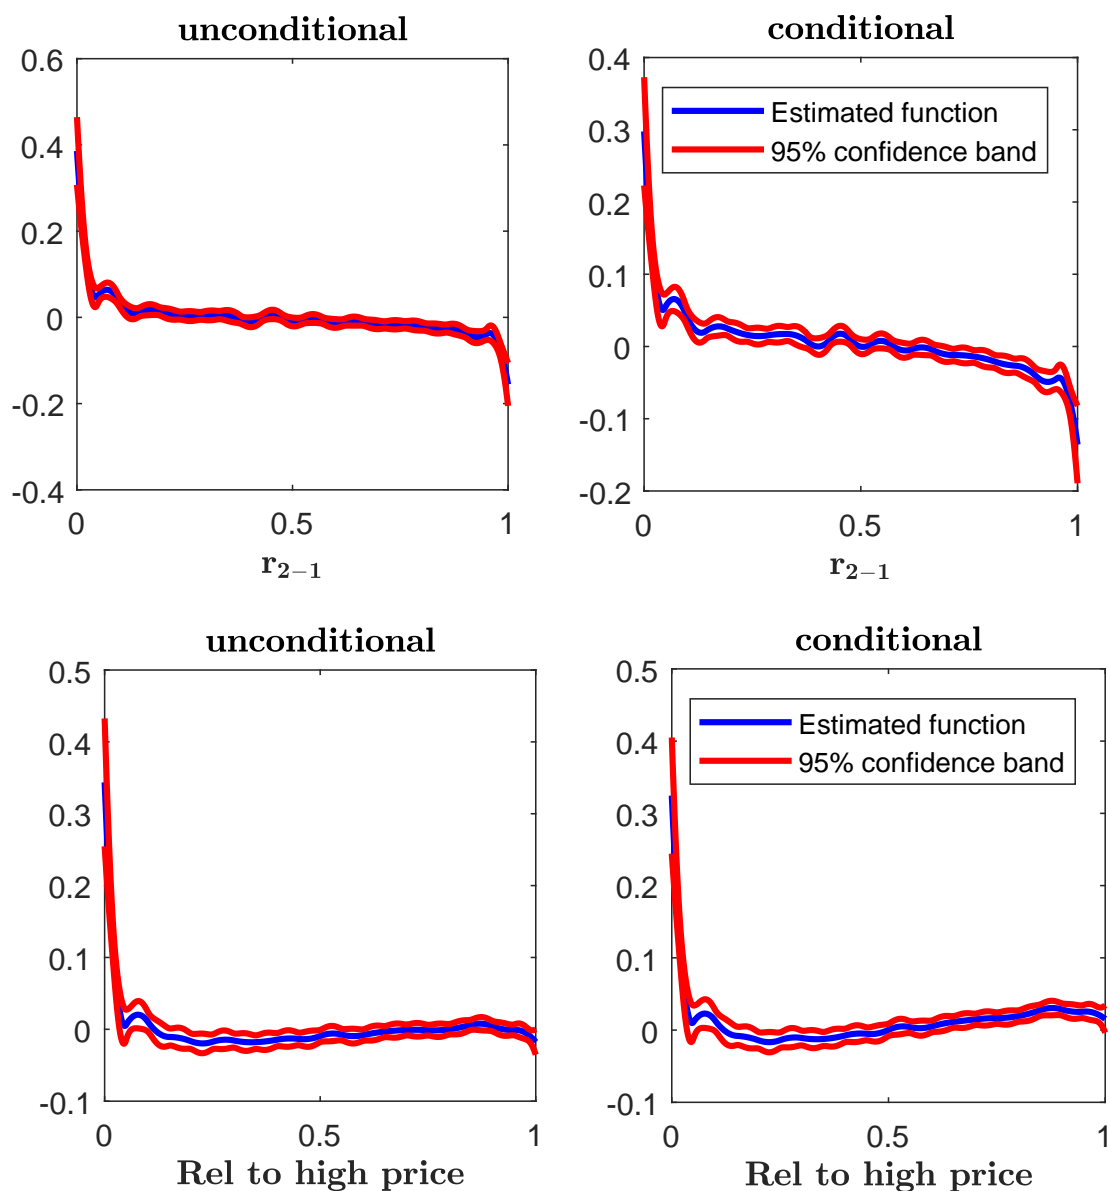 unconditional
0.6
0.4
0.2
0
-0.2
-0.4
0 0.5 1
r2−1
conditional
0.4
Estimated function
0.3
95% confidence band
0.2
0.1
0
-0.1
-0.2
0 0.5 1
r2−1
unconditional
0.5
0.4
0.3
0.2
0.1
0
-0.1
0 0.5 1
Rel to high price
conditional
0.5
Estimated function
0.4
95% confidence band
0.3
0.2
0.1
0
-0.1
0 0.5 1
Rel to high price